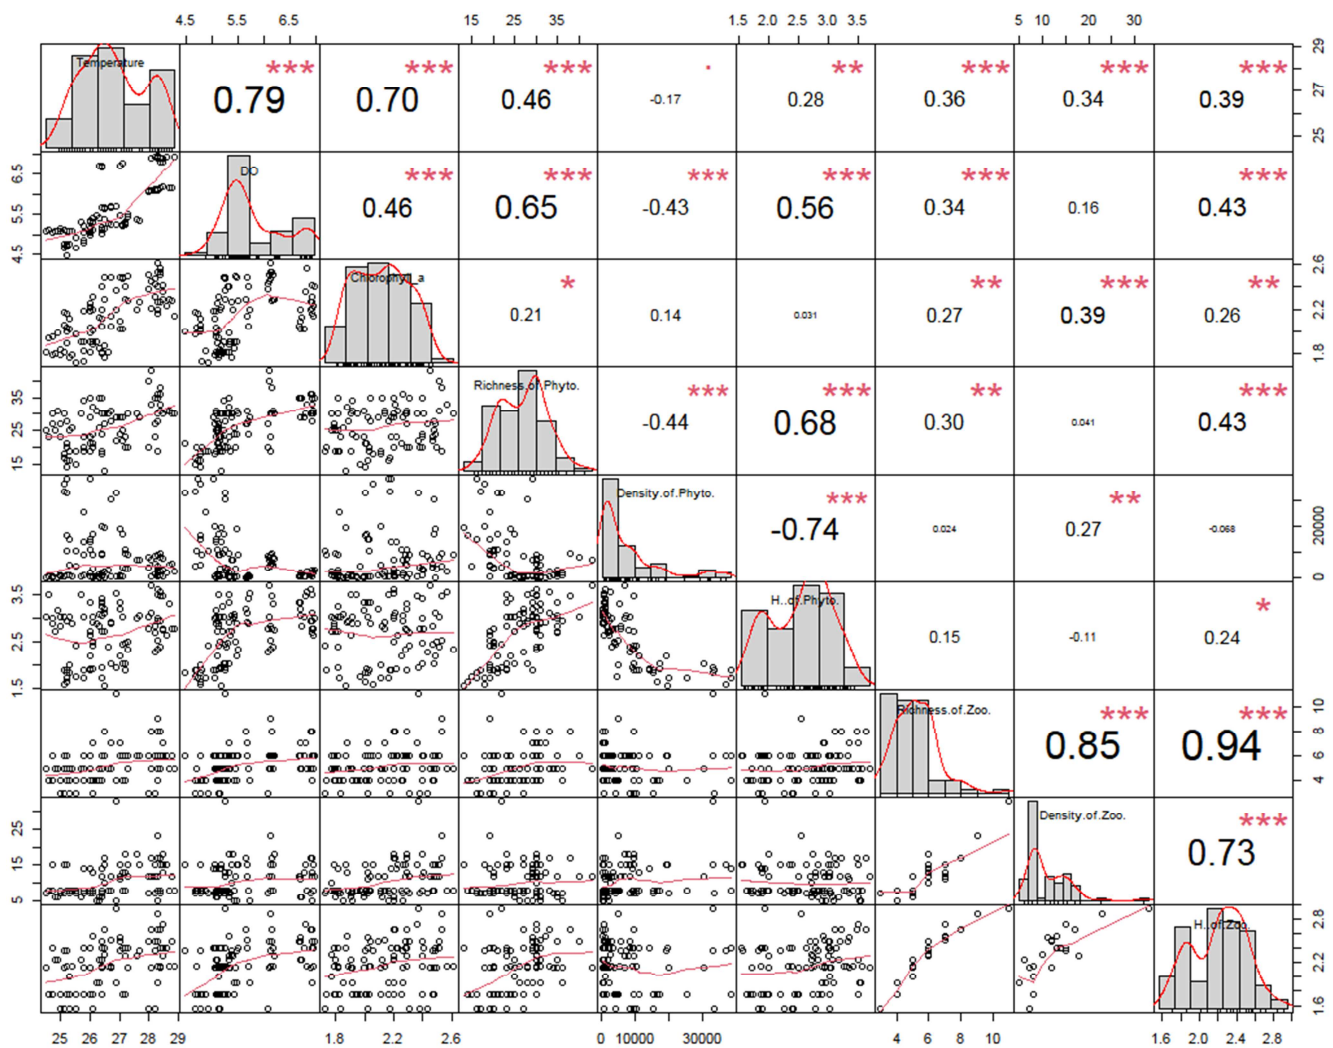 15 25 35 1.5 2.0 2.5 3.0 3.5 5 10 20 30
4.5 5.5 6.5
Temperature *** *** *** . ** *** *** *** 29
0.79 0.70 0.46 -0.17 0.28 0.36 0.34 0.39 27
25
6.5 DO *** *** *** *** *** ***
5.5 0.46 0.65 -0.43 0.56 0.34 0.16 0.43
4.5
Chlorophyll_a * ** *** ** 2.6
0.21 0.14 0.031 0.27 0.39 0.26 2.2
1.8
35 Richness.of.Phyto. *** *** ** ***
25 -0.44 0.68 0.30 0.041 0.43
15
Density.of.Phyto. *** **
-0.74 0.024 0.27 -0.068 20000
0
3.5 H..of.Phyto. *
2.5 0.15 -0.11 0.24
1.5
Richness.of.Zoo. *** *** 10
0.85 0.94 8
6
4
25 Density.of.Zoo. ***
15 0.73
5
H..of.Zoo. 2.8
2.2
1.6
25 26 27 28 29 1.8 2.2 2.6 0 10000 30000 4 6 8 10 1.6 2.0 2.4 2.8